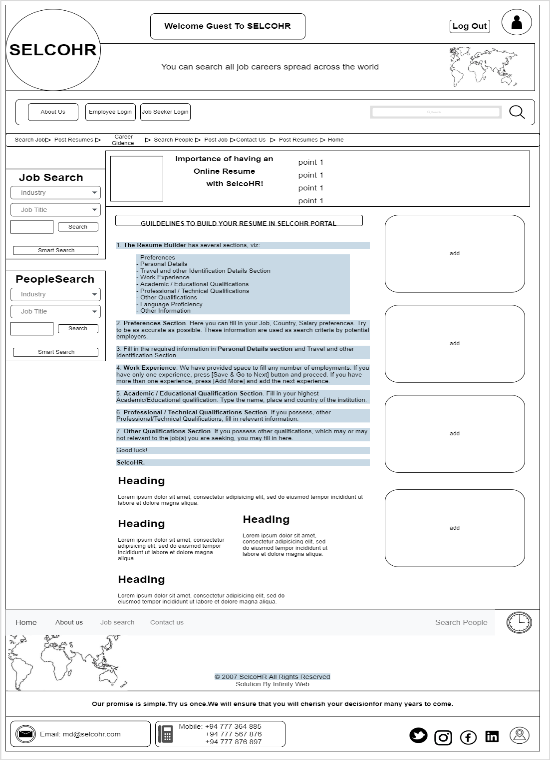 SELCOHR
Welcome Guest To SELCOHR
Log Out
You can search all job careers spread across the world
About Us
Employee Login
Job Seeker Login
Search Job ▷ Post Resumes ▷ Career Gidence ▷ Search People ▷ Post Job ▷ Contact Us ▷ Post Resumes ▷ Home
Job Search
Industry
Job Title
Search
Smart Search
PeopleSearch
Industry
Job Title
Search
Smart Search
Importance of having an
Online Resume
with SelcoHR!
point 1
point 1
point 1
point 1
GUILDELINES TO BUILD YOUR RESUME IN SELCOHR PORTAL
1. The Resume Builder has several sections, viz:
- Preferences
- Personal Details
- Travel and other Identification Details Section
- Work Experience
- Academic / Educational Qualifications
- Professional / Technical Qualifications
- Other Qualifications
- Language Proficiency
- Other Information
2. Preferences Section. Here you can fill in your Job, Country, Salary preferences. Try
to be as accurate as possible. These information are used as search criteria by potential
employers.
3. Fill in the required information in Personal Details section and Travel and other
Identification Section.
4. Work Experience. We have provided space to fill any number of employments. If you
have only one experience, press [Save & Go to Next] button and proceed. If you have
more than one experience, press [Add More] and add the next experience.
5. Academic / Educational Qualification Section. Fill in your highest
Academic/Educational qualification. Type the name, place and country of the institution.
6. Professional / Technical Qualifications Section. If you possess, other
Professional/Technical Qualifications, fill in relevant information.
7. Other Qualifications Section. If you possess other qualifications, which may or may
not relevant to the job(s) you are seeking, you may fill in here.
Good luck!
SelcoHR.
Heading
Lorem ipsum dolor sit amet, consectetur adipisicing elit, sed do eiusmod tempor incididunt ut
labore et dolore magna aliqua.
Heading
Lorem ipsum dolor sit amet,
consectetur adipisicing elit, sed do
eiusmod tempor incididunt ut
labore et dolore magna aliqua.
Heading
Lorem ipsum dolor sit amet, consectetur
adipisicing elit, sed do eiusmod tempor
incididunt ut labore et dolore magna
aliqua.
Heading
Lorem ipsum dolor sit amet, consectetur adipisicing elit, sed do
eiusmod tempor incididunt ut labore et dolore magna aliqua.
add
add
add
add
Home
About us
Job search
Contact us
Search People
© 2007 SelcoHR All Rights Reserved
Solution By Infinity Web
Our promise is simple.Try us once.We will ensure that you will cherish your decisionfor many years to come.
Email: md@selcohr.com
Mobile: +94 777 364 885
+94 777 567 876
+94 777 876 897